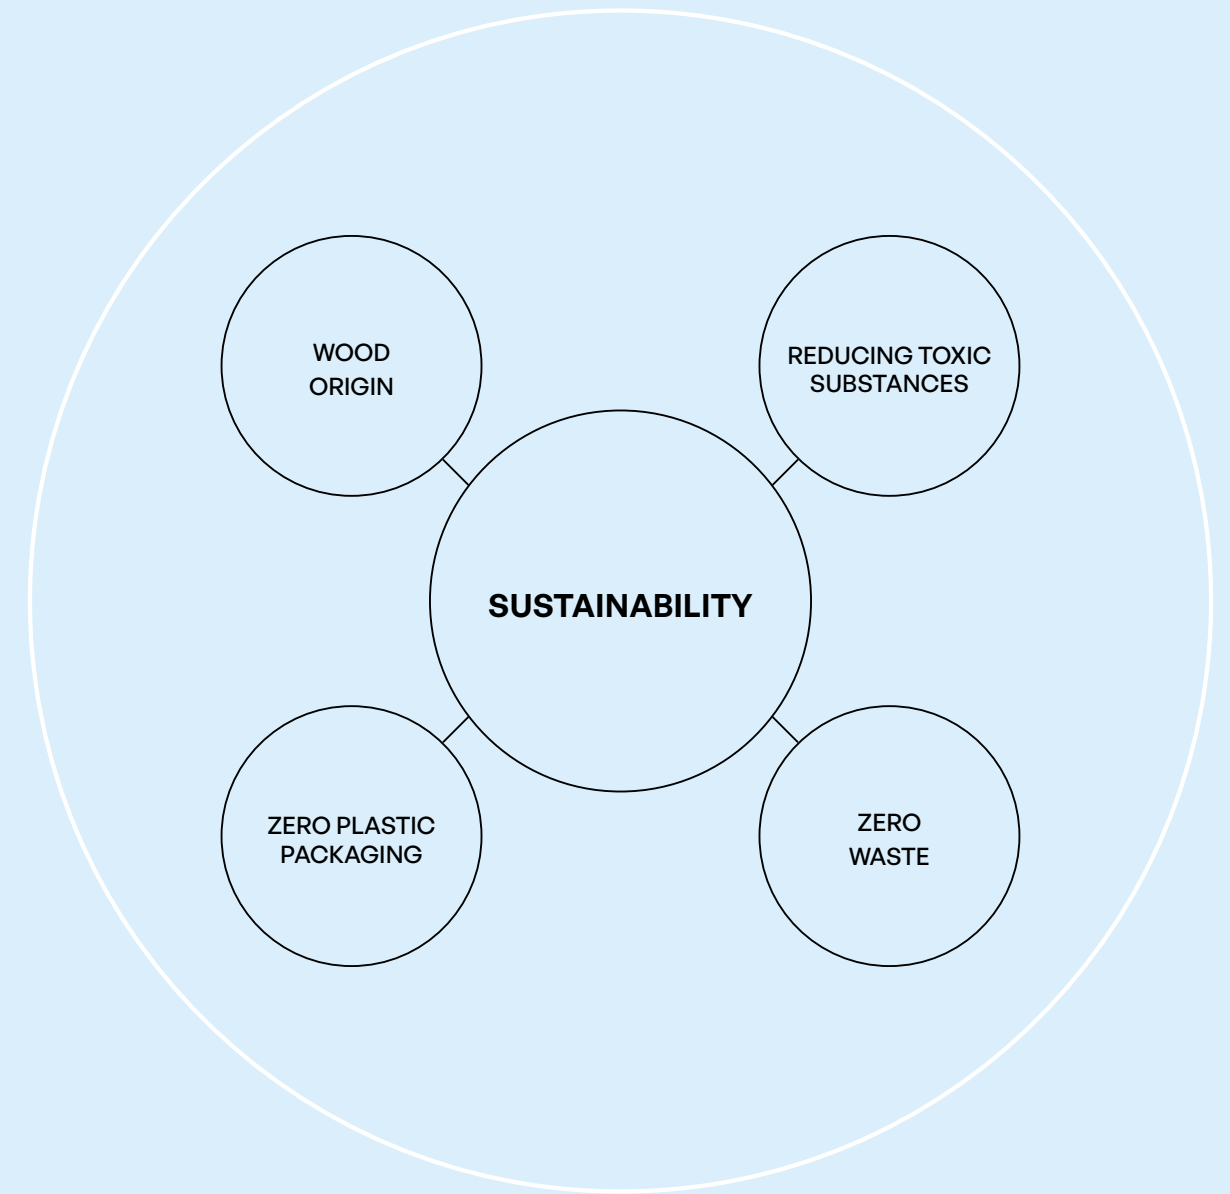 WOOD
ORIGIN
REDUCING TOXIC
SUBSTANCES
SUSTAINABILITY
ZERO PLASTIC
PACKAGING
ZERO
WASTE